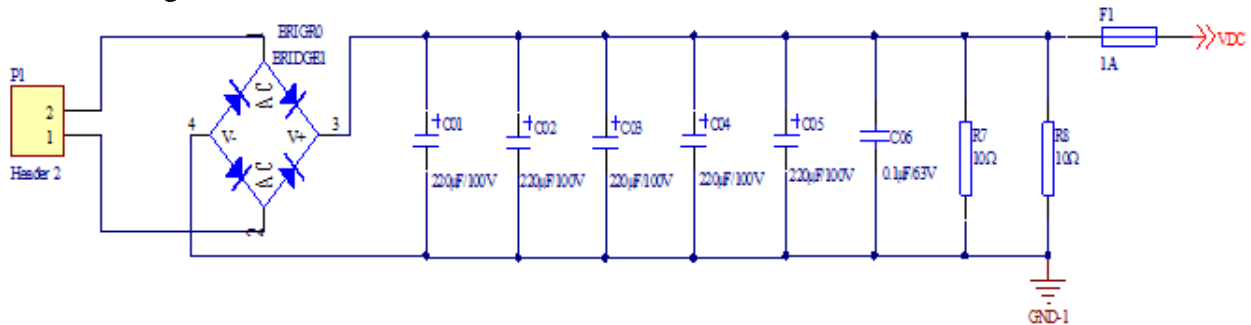 P1
2
1
Header 2
BRIGR0
BRIDGE1
1
AC
4
V-
V+
3
AC
2
C01
220μF/100V
C02
220μF/100V
C03
220μF/100V
C04
220μF/100V
C05
220μF/100V
C06
0.1μF/63V
R7
10Ω
R8
10Ω
F1
1A
VDC
GND-1